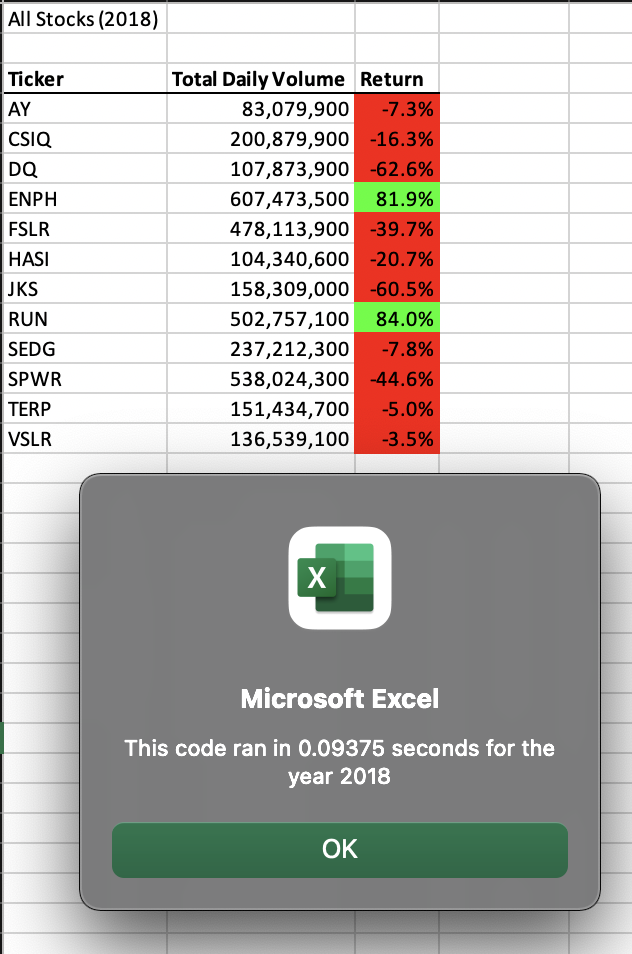 All Stocks (2018)
Ticker Total Daily Volume Return
AY 83,079,900 -7.3%
CSIQ 200,879,900 -16.3%
DQ 107,873,900 -62.6%
ENPH 607,473,500 81.9%
FSLR 478,113,900 -39.7%
HASI 104,340,600 -20.7%
JKS 158,309,000 -60.5%
RUN 502,757,100 84.0%
SEDG 237,212,300 -7.8%
SPWR 538,024,300 -44.6%
TERP 151,434,700 -5.0%
VSLR 136,539,100 -3.5%
X
Microsoft Excel
This code ran in 0.09375 seconds for the
year 2018
OK